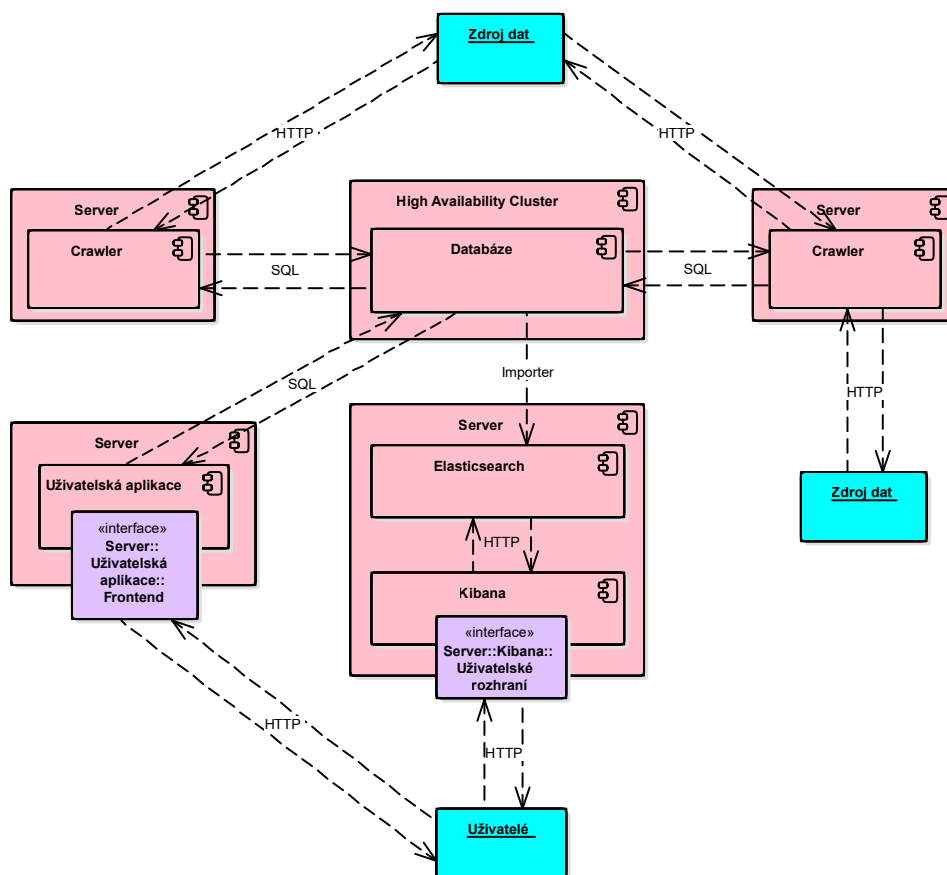 Zdroj dat
HTTP
HTTP
Server
Crawler
High Availability Cluster
Databáze
Server
Crawler
SQL
SQL
SQL
Importer
HTTP
Server
Uživatelská aplikace
«interface»
Server::
Uživatelská
aplikace::
Frontend
Server
Elasticsearch
HTTP
Kibana
«interface»
Server::Kibana::
Uživatelské
rozhraní
Zdroj dat
HTTP
HTTP
Uživatelé